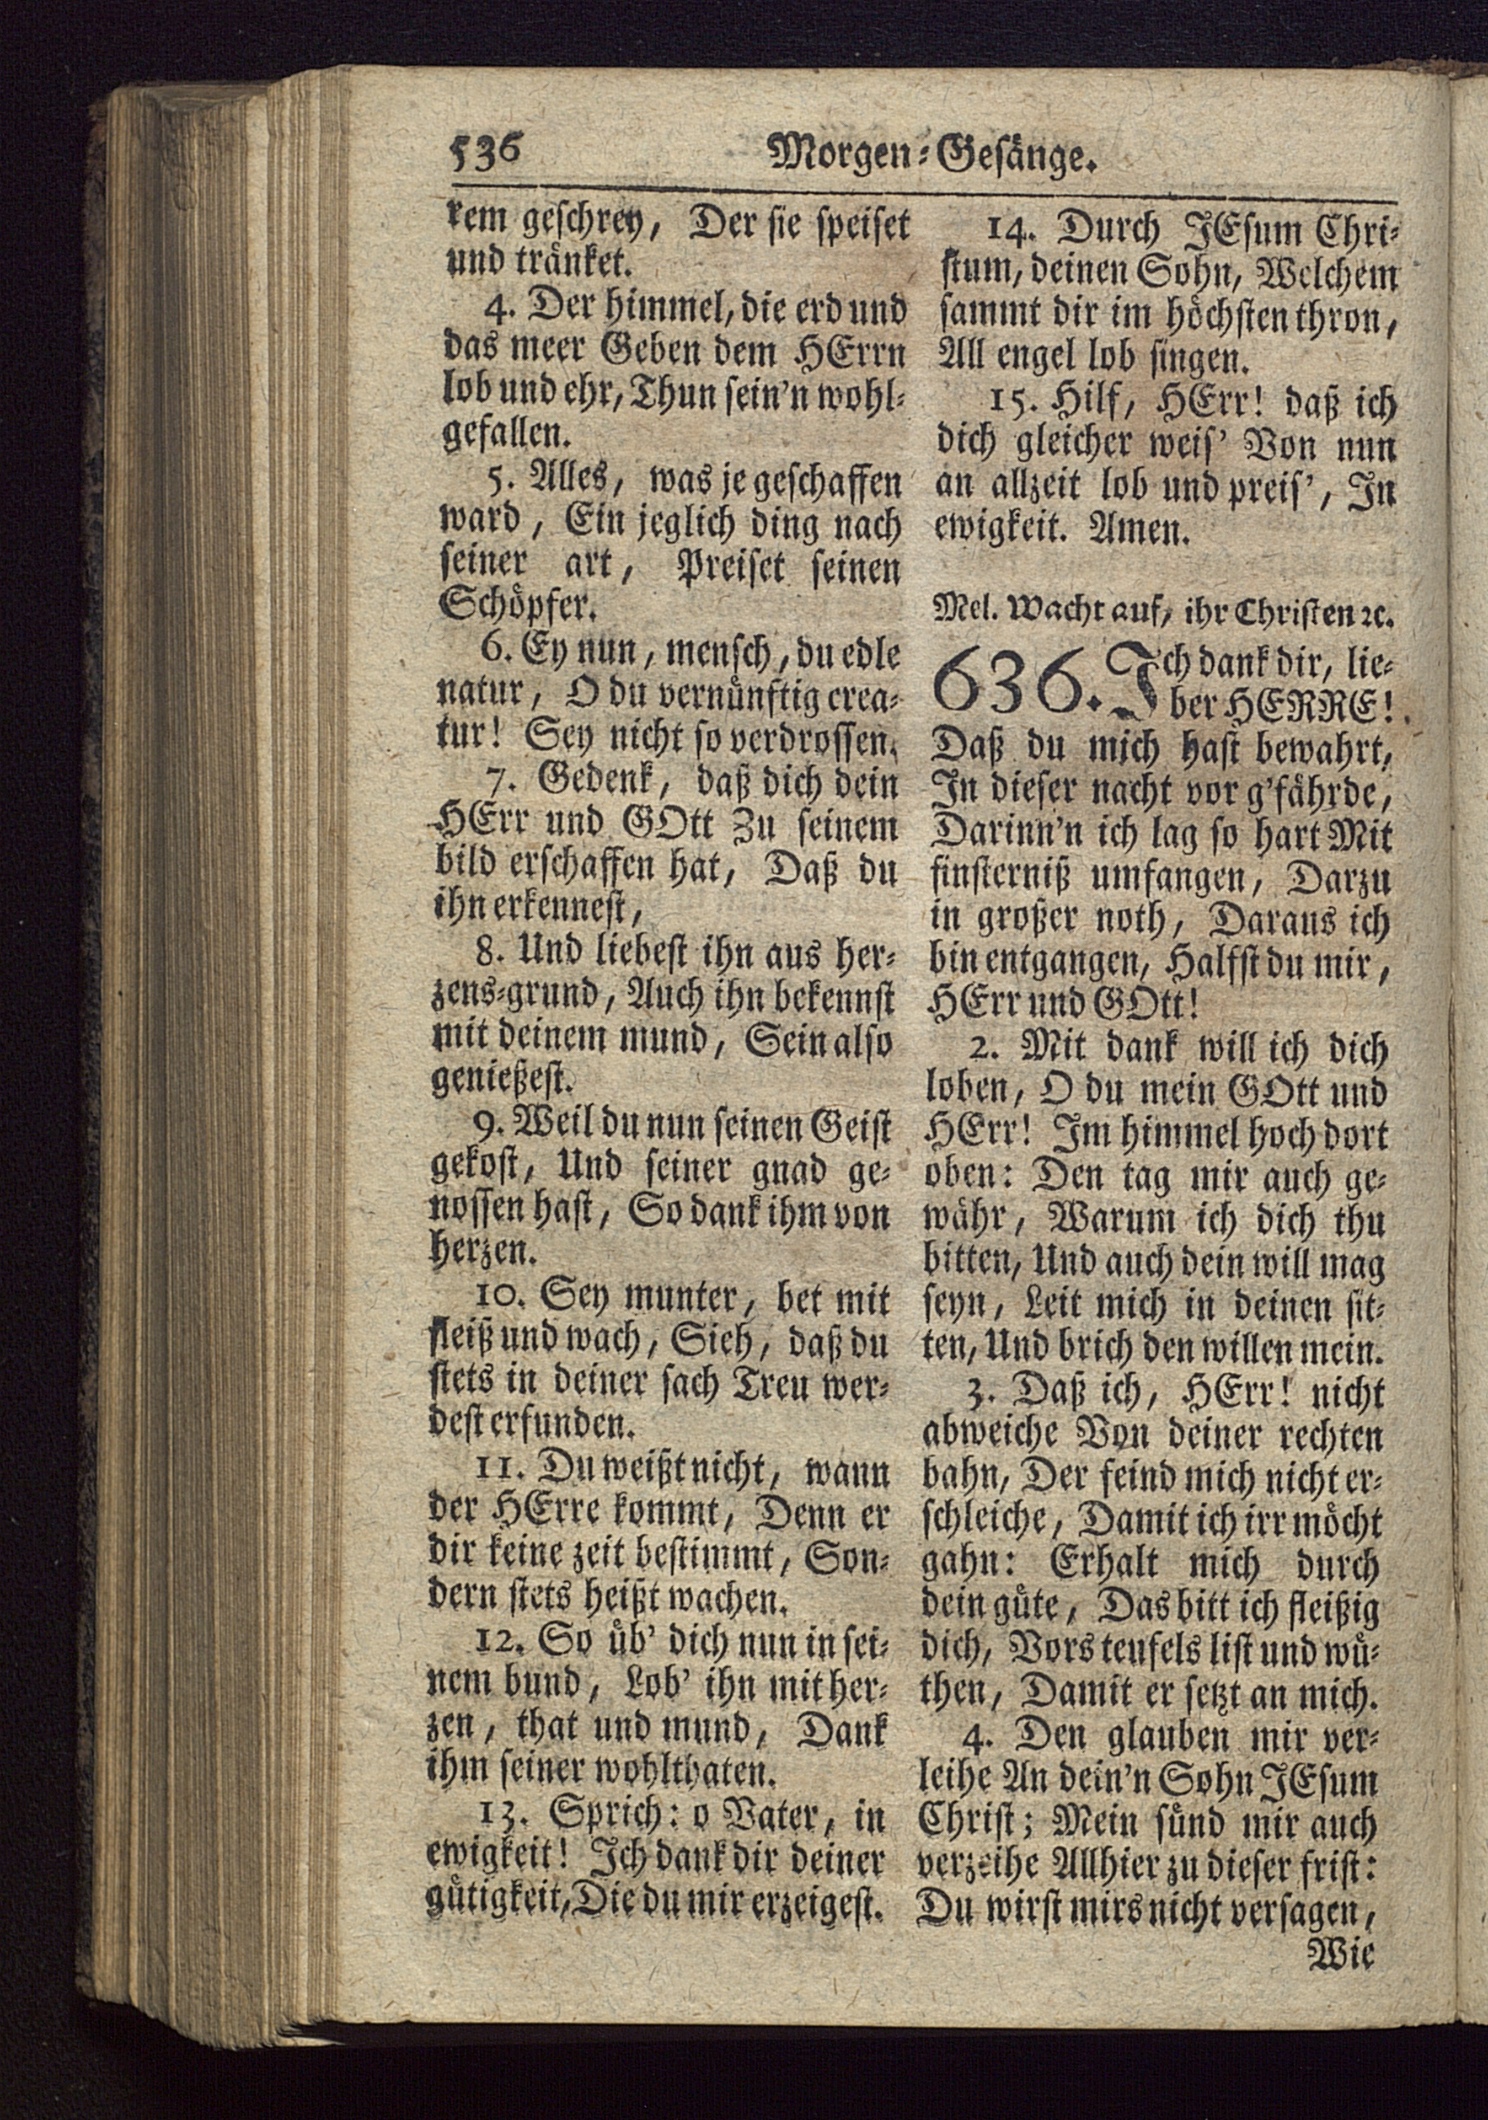 536 Morgen-Gesänge.
rem geschrey, Der sie speiset
und tränket.
4. Der himmel, die erd und
das meer Geben dem HErrn
lob und ehr, Thun sein'n wohl-
gefallen.
5. Alles, was je geschaffen
ward, Ein jeglich ding nach
seiner art, Preiset seinen
Schöpfer.
6. Ey nun, mensch, du edle
natur, O du vernünftig crea-
tur! Sey nicht so verdrossen.
7. Gedenk, daß dich dein
HErr und GOtt Zu seinem
bild erschaffen hat, Daß du
ihn erkennest,
8. Und liebest ihn aus her-
zens-grund, Auch ihn bekennst
mit deinem mund, Sein also
genießest.
9. Weil du nun seinen Geist
gekost, Und seiner gnad ge-
nossen hast, So dank ihm von
herzen.
10. Sey munter, bet mit
fleiß und wach, Sieh, daß du
stets in deiner sach Treu wer-
dest erfunden.
11. Du weißt nicht, wann
der HErre kommt, Denn er
dir keine zeit bestimmt, Son-
dern stets heißt wachen.
12. So üb' dich nun in sei-
nem bund, Lob' ihn mit her-
zen, that und mund, Dank
ihm seiner wohlthaten.
13. Sprich: o Vater, in
ewigkeit! Ich dank dir deiner
gütigkeit, Die du mir erzeigest.
14. Durch JEsum Chri-
stum, deinen Sohn, Welchem
sammt dir im höchsten thron,
All engel lob singen.
15. Hilf, HErr! daß ich
dich gleicher weis' Von nun
an allzeit lob und preis', In
ewigkeit. Amen.
Mel. Wacht auf, ihr Christen ꝛc.
636. Ich dank dir, lie-
ber HERRE!
Daß du mich hast bewahrt,
In dieser nacht vor g'fährde,
Darinn'n ich lag so hart Mit
finsterniß umfangen, Darzu
in großer noth, Daraus ich
bin entgangen, Halfst du mir,
HErr und GOtt!
2. Mit dank will ich dich
loben, O du mein GOtt und
HErr! Im himmel hoch dort
oben: Den tag mir auch ge-
währ, Warum ich dich thu
bitten, Und auch dein will mag
seyn, Leit mich in deinen sit-
ten, Und brich den willen mein.
3. Daß ich, HErr! nicht
abweiche Von deiner rechten
bahn, Der feind mich nicht er-
schleiche, Damit ich irr möcht
gahn: Erhalt mich durch
dein güte, Das bitt ich fleißig
dich, Vors teufels list und wü-
then, Damit er setzt an mich.
4. Den glauben mir ver-
leihe An dein'n Sohn JEsum
Christ; Mein sünd mir auch
verzeihe Allhier zu dieser frist:
Du wirst mirs nicht versagen,
Wie